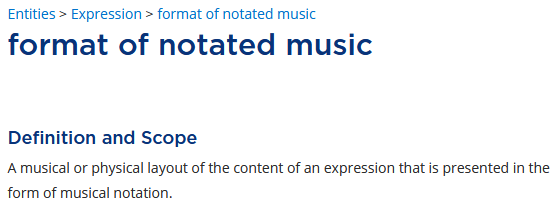 Entities > Expression > format of notated music
format of notated music
Definition and Scope
A musical or physical layout of the content of an expression that is presented in the
form of musical notation.